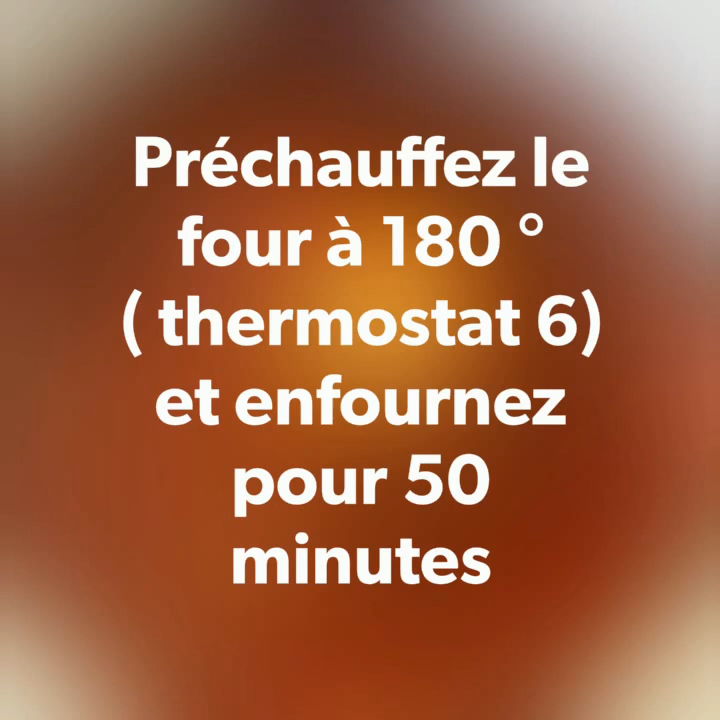 Préchauffez le
four à 180 °
( thermostat 6)
et enfournez
pour 50
minutes